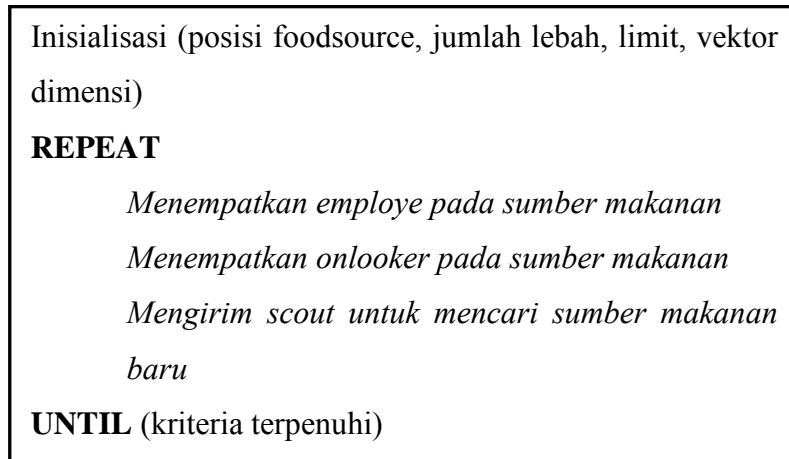 Inisialisasi (posisi foodsource, jumlah lebah, limit, vektor
dimensi)
REPEAT
Menempatkan employe pada sumber makanan
Menempatkan onlooker pada sumber makanan
Mengirim scout untuk mencari sumber makanan
baru
UNTIL (kriteria terpenuhi)